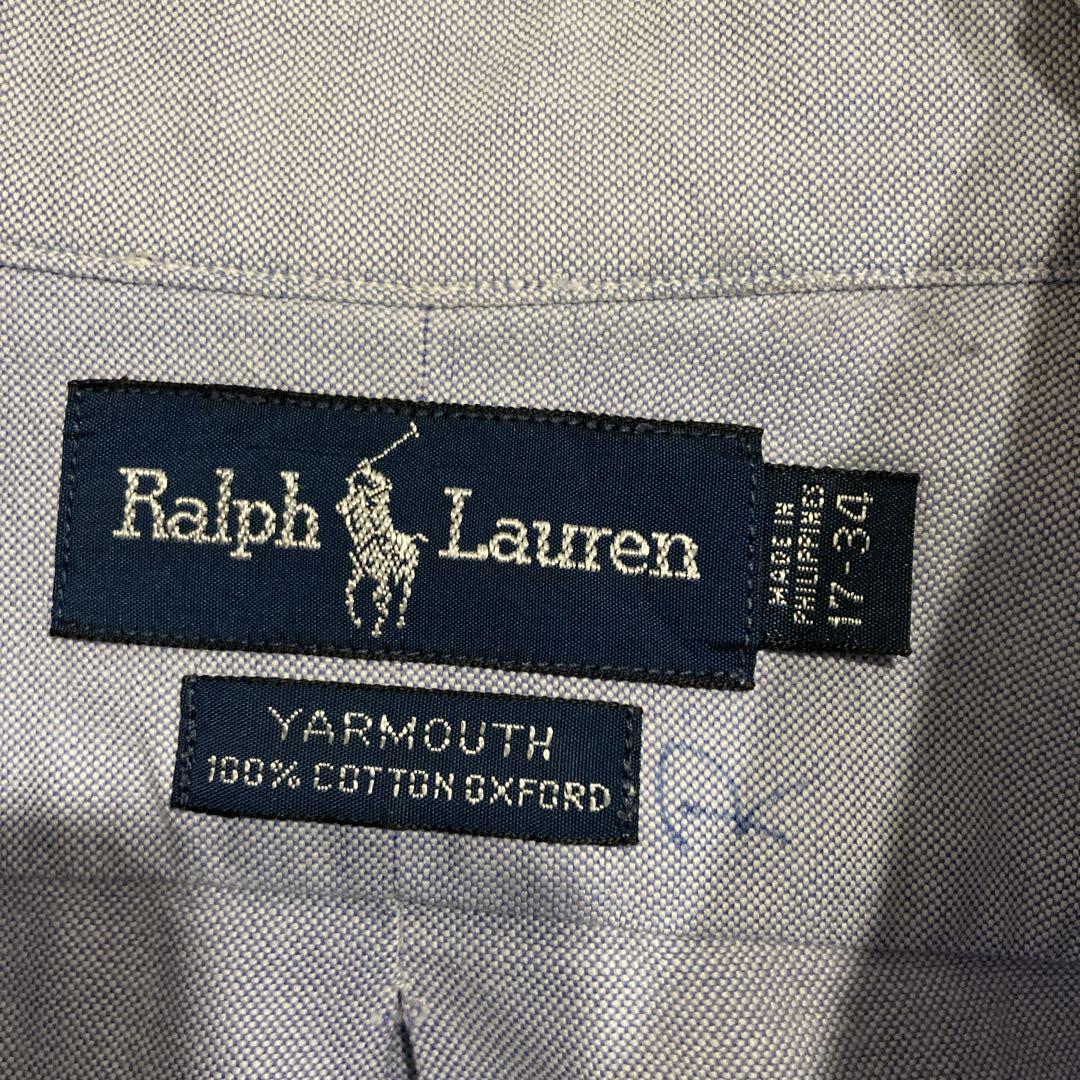 Ralph Lauren
MADE IN
PHILIPPINES
17-34
YARMOUTH
100% COTTON OXFORD